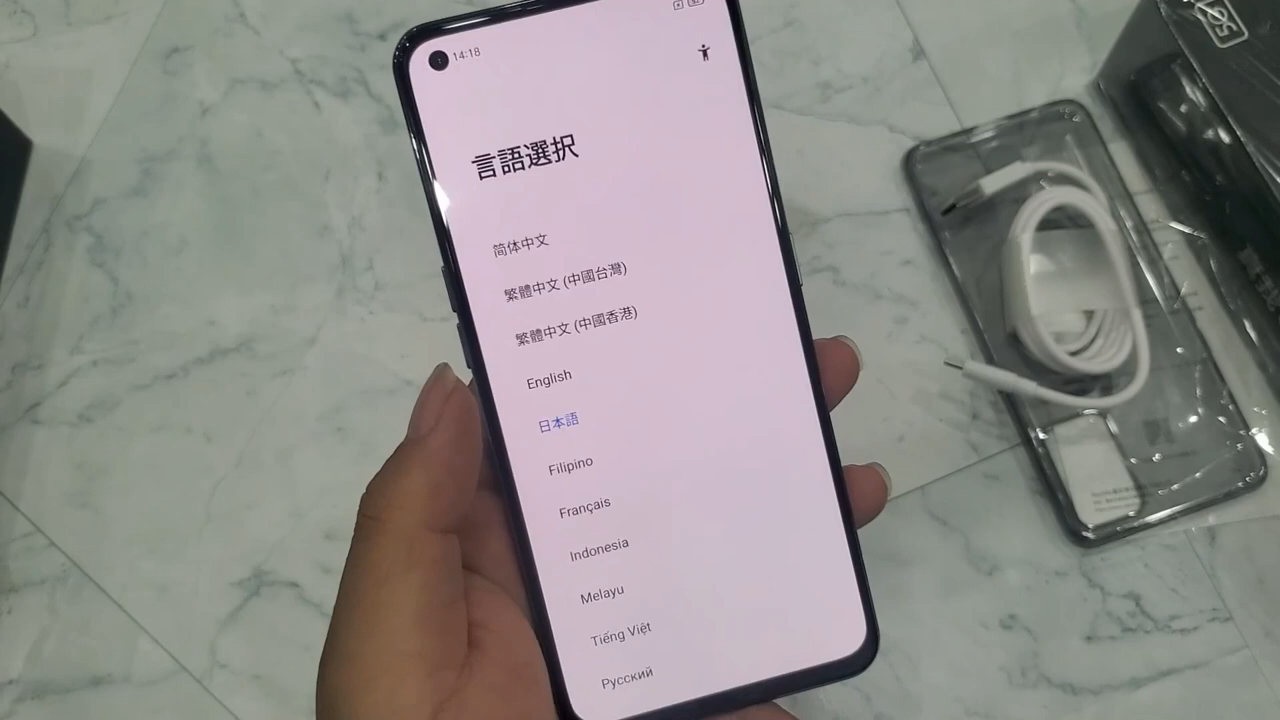 14:18
言語選択
简体中文
繁體中文 (中國台灣)
繁體中文 (中國香港)
English
日本語
Filipino
Français
Indonesia
Melayu
Tiếng Việt
Русский